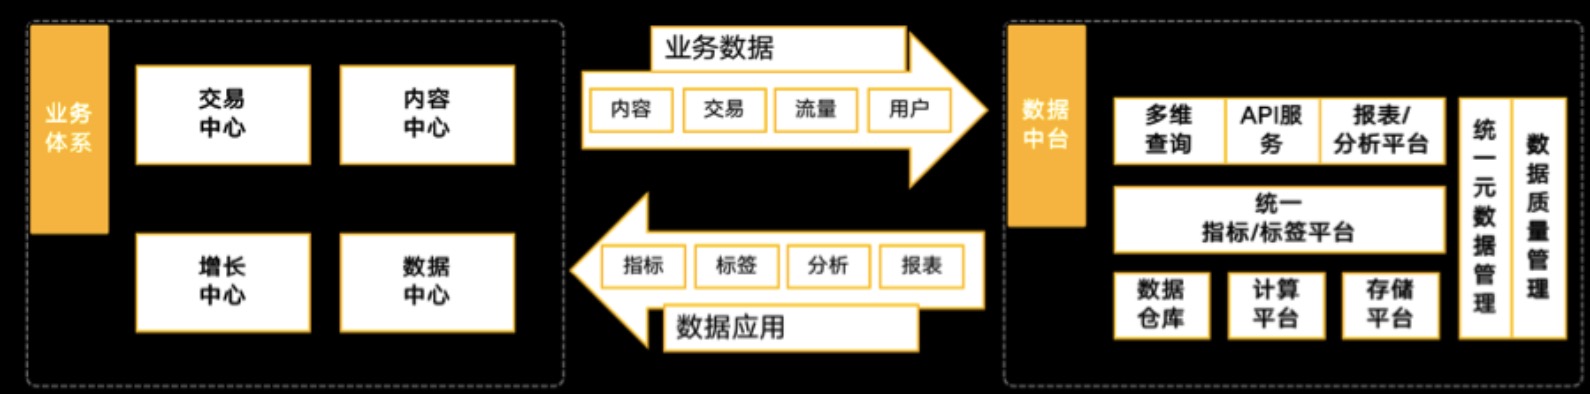 业务
体系
交易
中心
内容
中心
增长
中心
数据
中心
业务数据
内容
交易
流量
用户
指标
标签
分析
报表
数据应用
数据
中台
多维
查询
API服
务
报表/
分析平台
统一
指标/标签平台
数据
仓库
计算
平台
存储
平台
统一元数据管理
数据质量管理